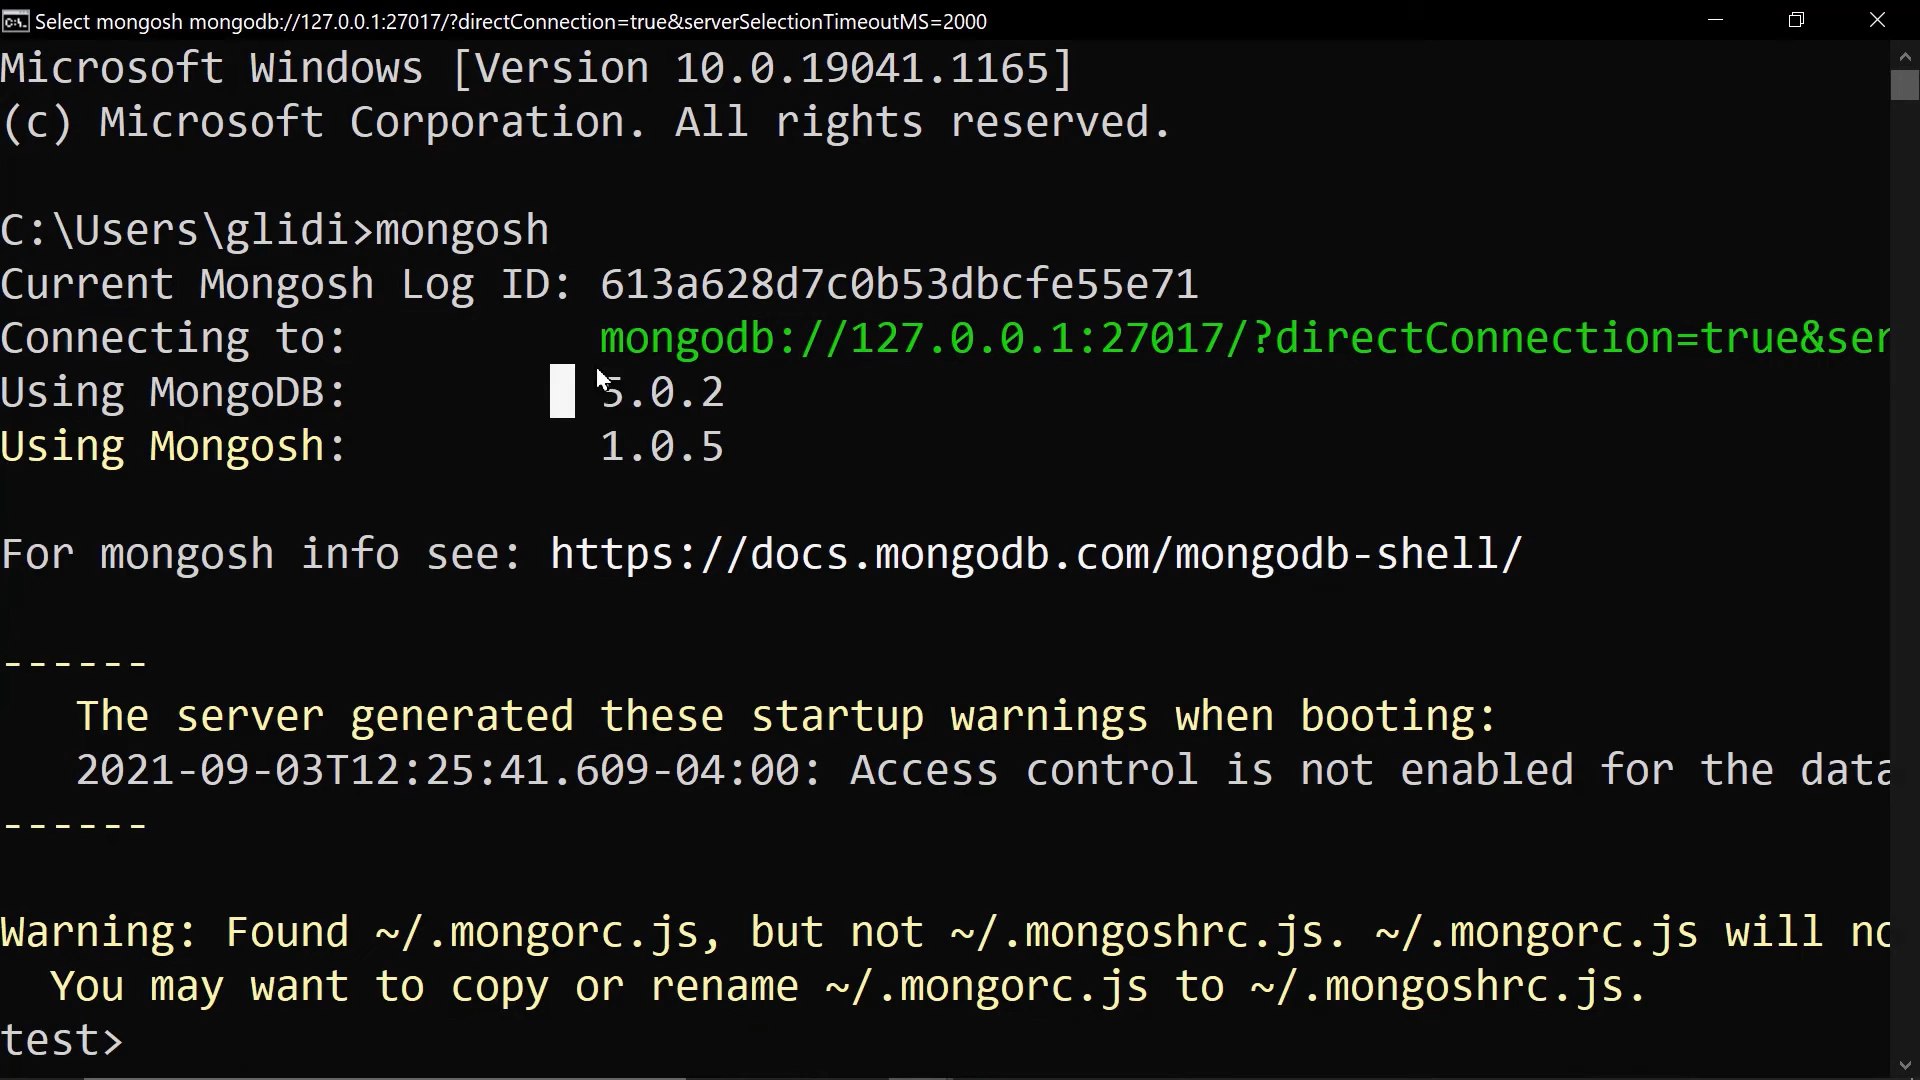 Select mongosh mongodb://127.0.0.1:27017/?directConnection=true&serverSelectionTimeoutMS=2000
Microsoft Windows [Version 10.0.19041.1165]
(c) Microsoft Corporation. All rights reserved.
C:\Users\glidi>mongosh
Current Mongosh Log ID: 613a628d7c0b53dbcfe55e71
Connecting to: mongodb://127.0.0.1:27017/?directConnection=true&ser
Using MongoDB: 5.0.2
Using Mongosh: 1.0.5
For mongosh info see: https://docs.mongodb.com/mongodb-shell/
------
The server generated these startup warnings when booting:
2021-09-03T12:25:41.609-04:00: Access control is not enabled for the data
------
Warning: Found ~/.mongorc.js, but not ~/.mongoshrc.js. ~/.mongorc.js will no
You may want to copy or rename ~/.mongorc.js to ~/.mongoshrc.js.
test>